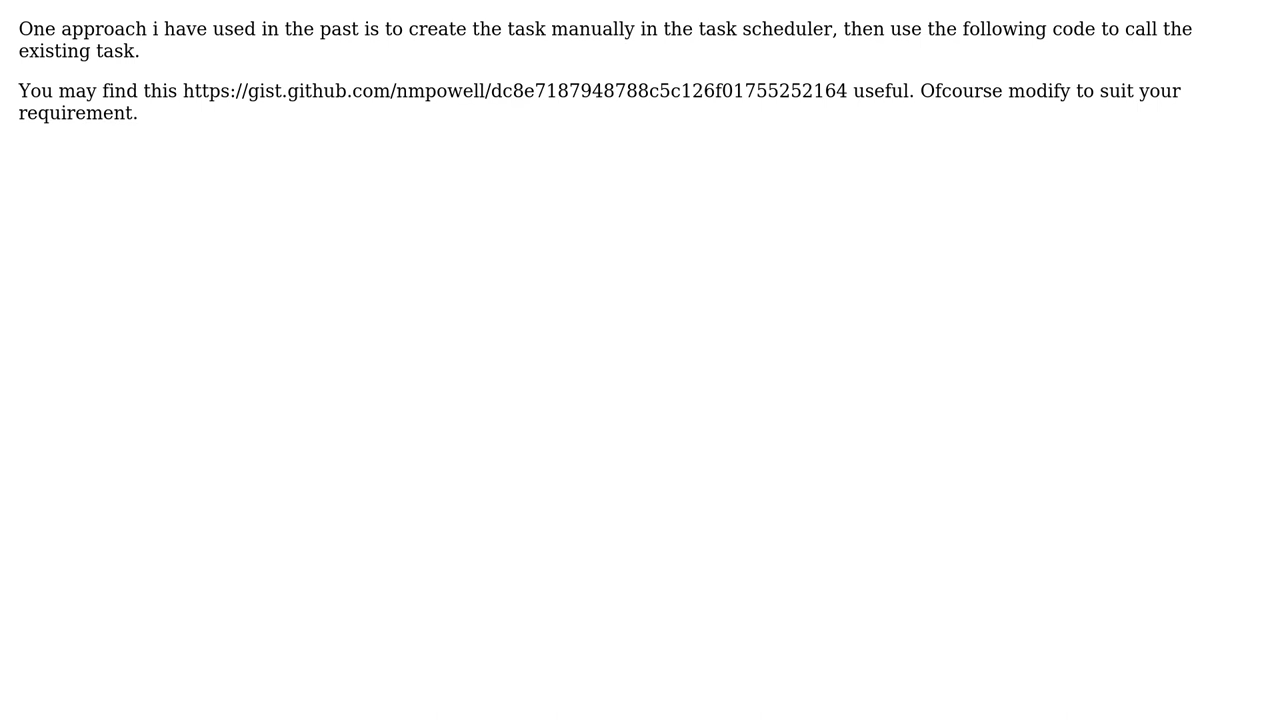 One approach i have used in the past is to create the task manually in the task scheduler, then use the following code to call the
existing task.
You may find this https://gist.github.com/nmpowell/dc8e7187948788c5c126f01755252164 useful. Ofcourse modify to suit your
requirement.